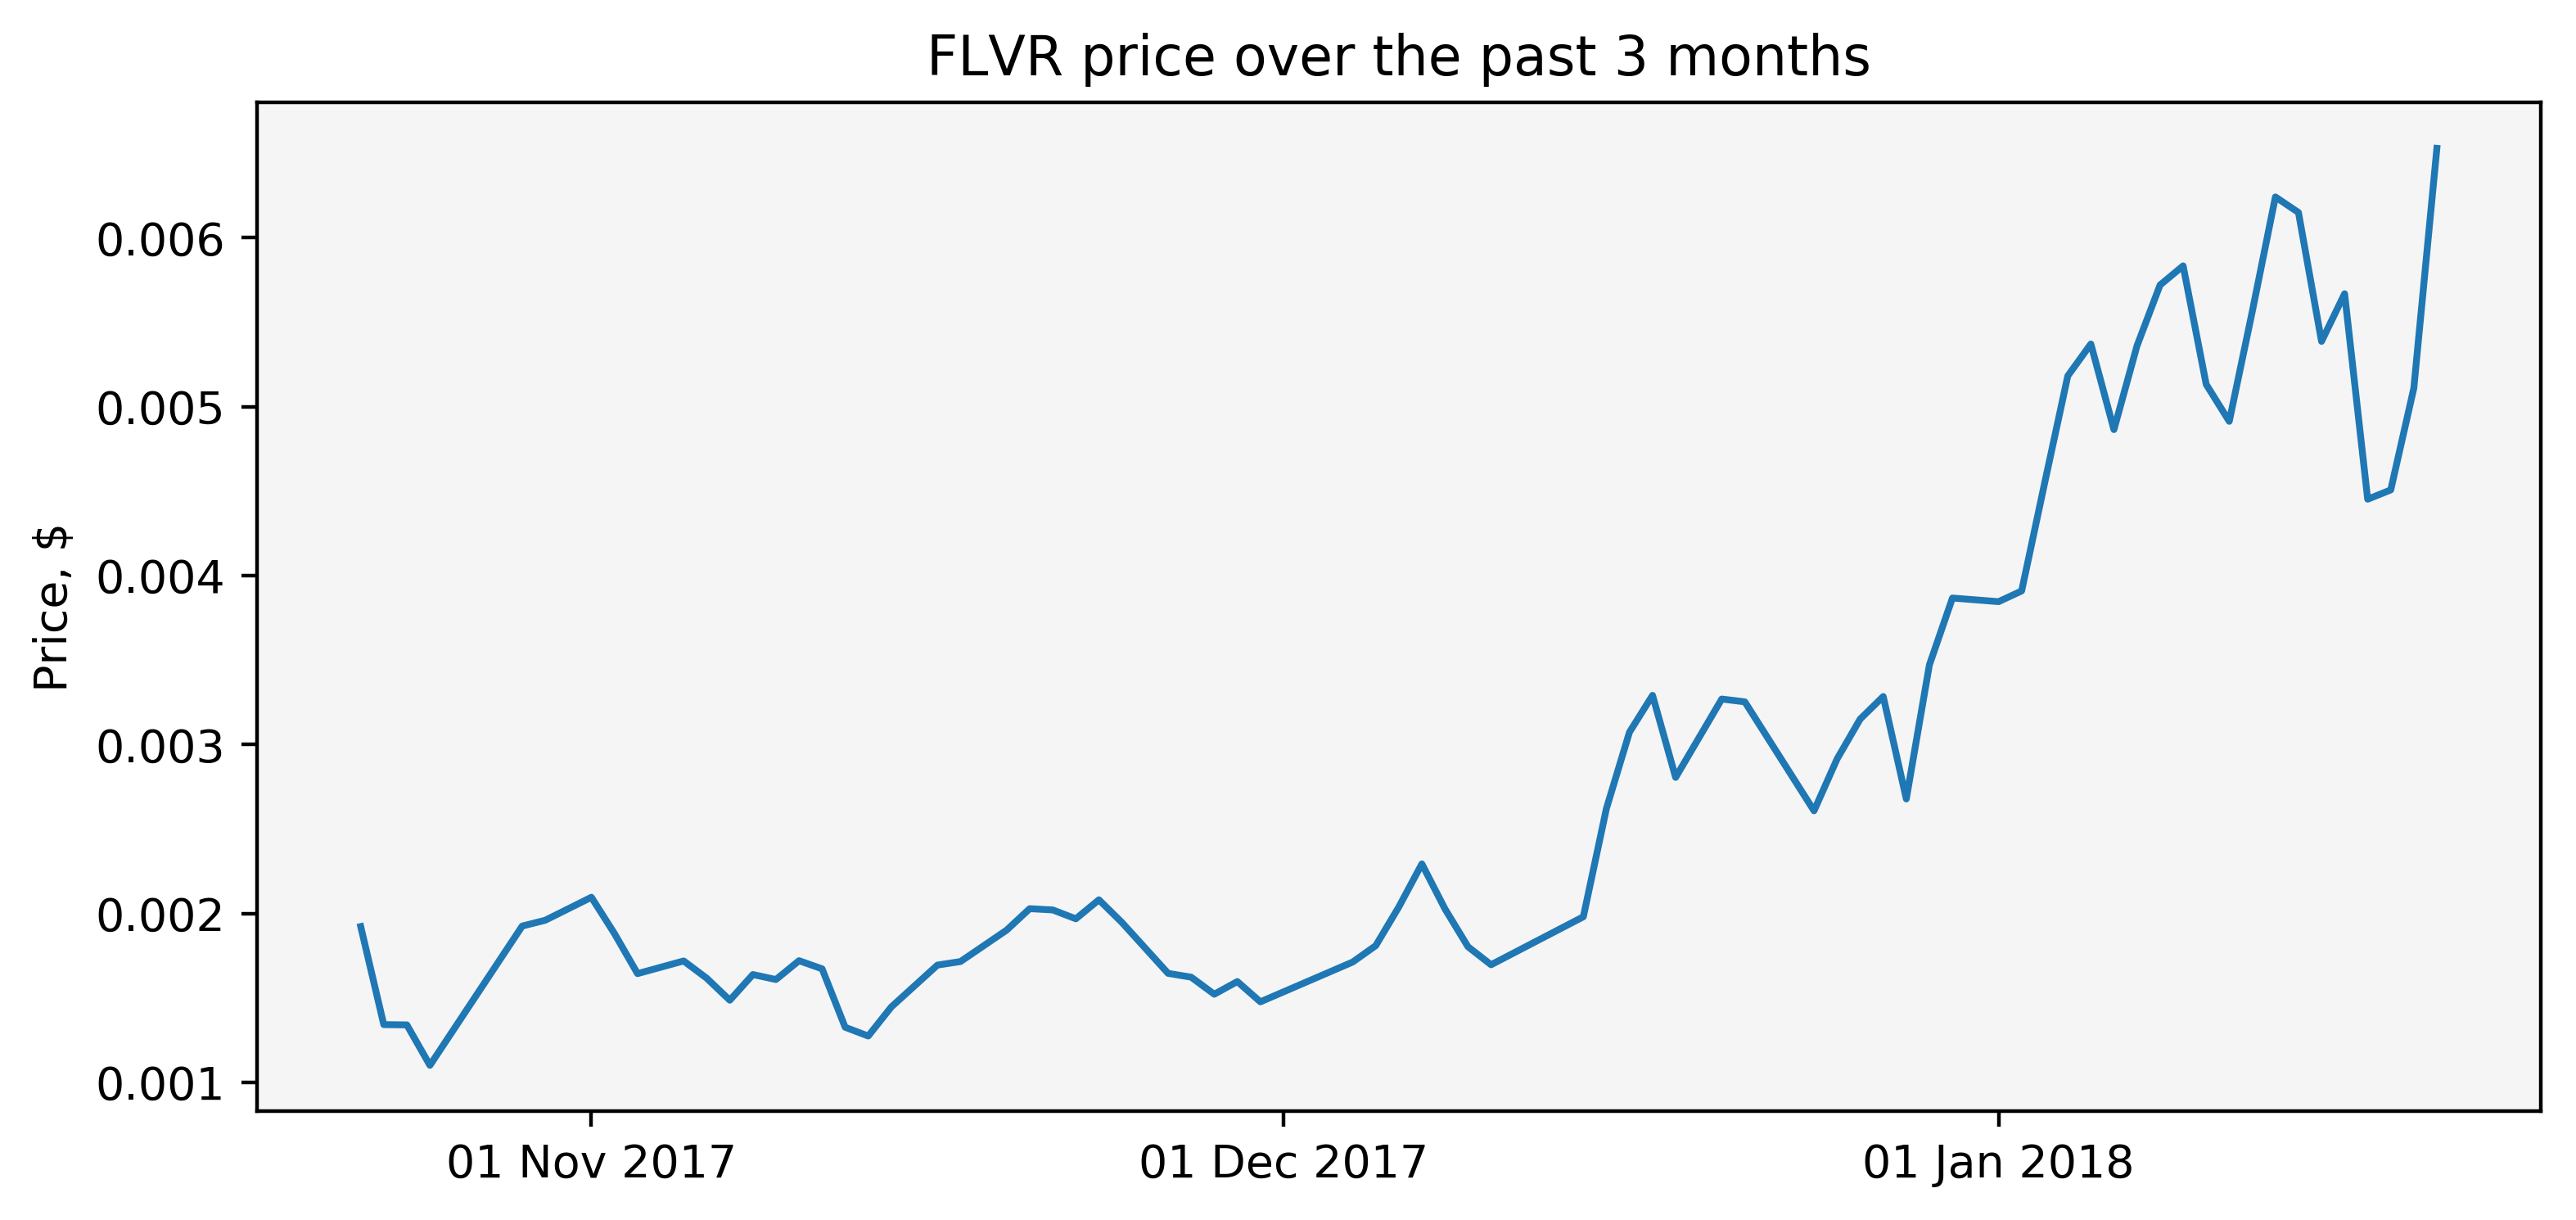 FLVR price over the past 3 months
Price, $
0.006
0.005
0.004
0.003
0.002
0.001
01 Nov 2017
01 Dec 2017
01 Jan 2018